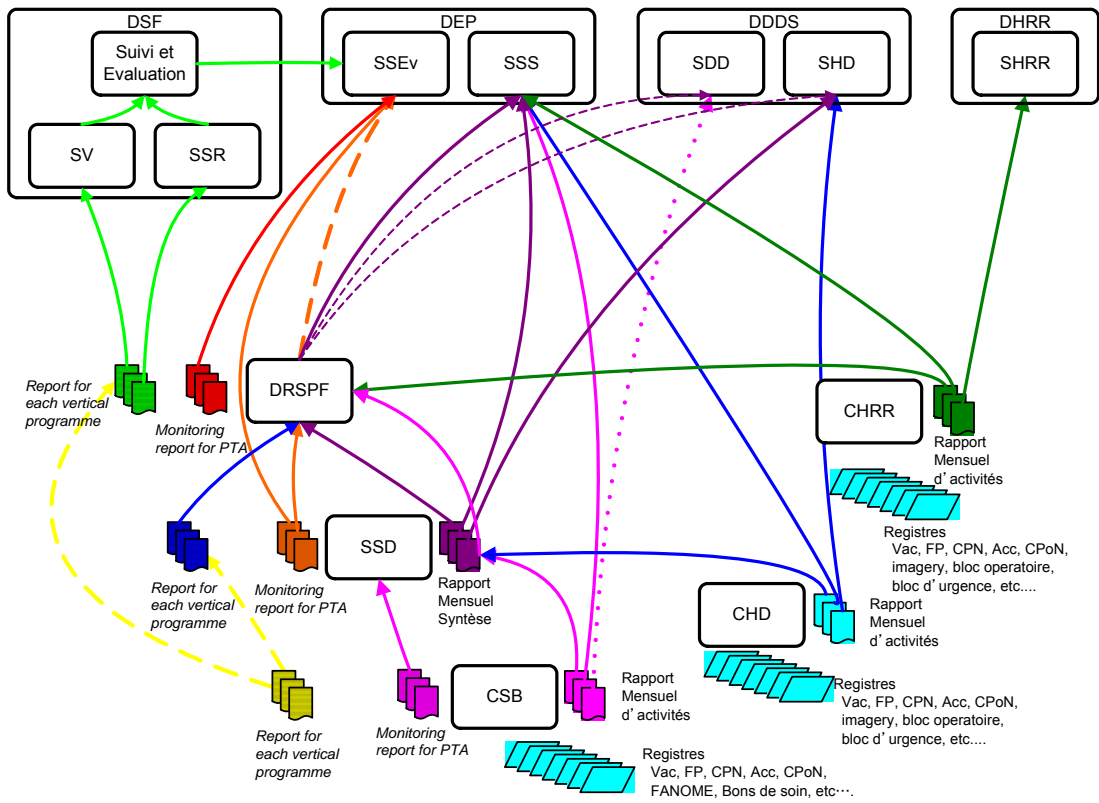 DSF
DEP
DDDS
DHRR
Suivi et
Evaluation
SSEv
SSS
SDD
SHD
SHRR
SV
SSR
Report for
each vertical
programme
Monitoring
report for PTA
DRSPF
CHRR
Rapport
Mensuel
d'activités
Registres
Vac, FP, CPN, Acc, CPoN,
imagery, bloc operatoire,
bloc d'urgence, etc....
Report for
each vertical
programme
Monitoring
report for PTA
SSD
Rapport
Mensuel
Syntèse
CHD
Rapport
Mensuel
d'activités
Registres
Vac, FP, CPN, Acc, CPoN,
imagery, bloc operatoire,
bloc d'urgence, etc....
Report for
each vertical
programme
Monitoring
report for PTA
CSB
Rapport
Mensuel
d'activités
Registres
Vac, FP, CPN, Acc, CPoN,
FANOME, Bons de soin, etc….